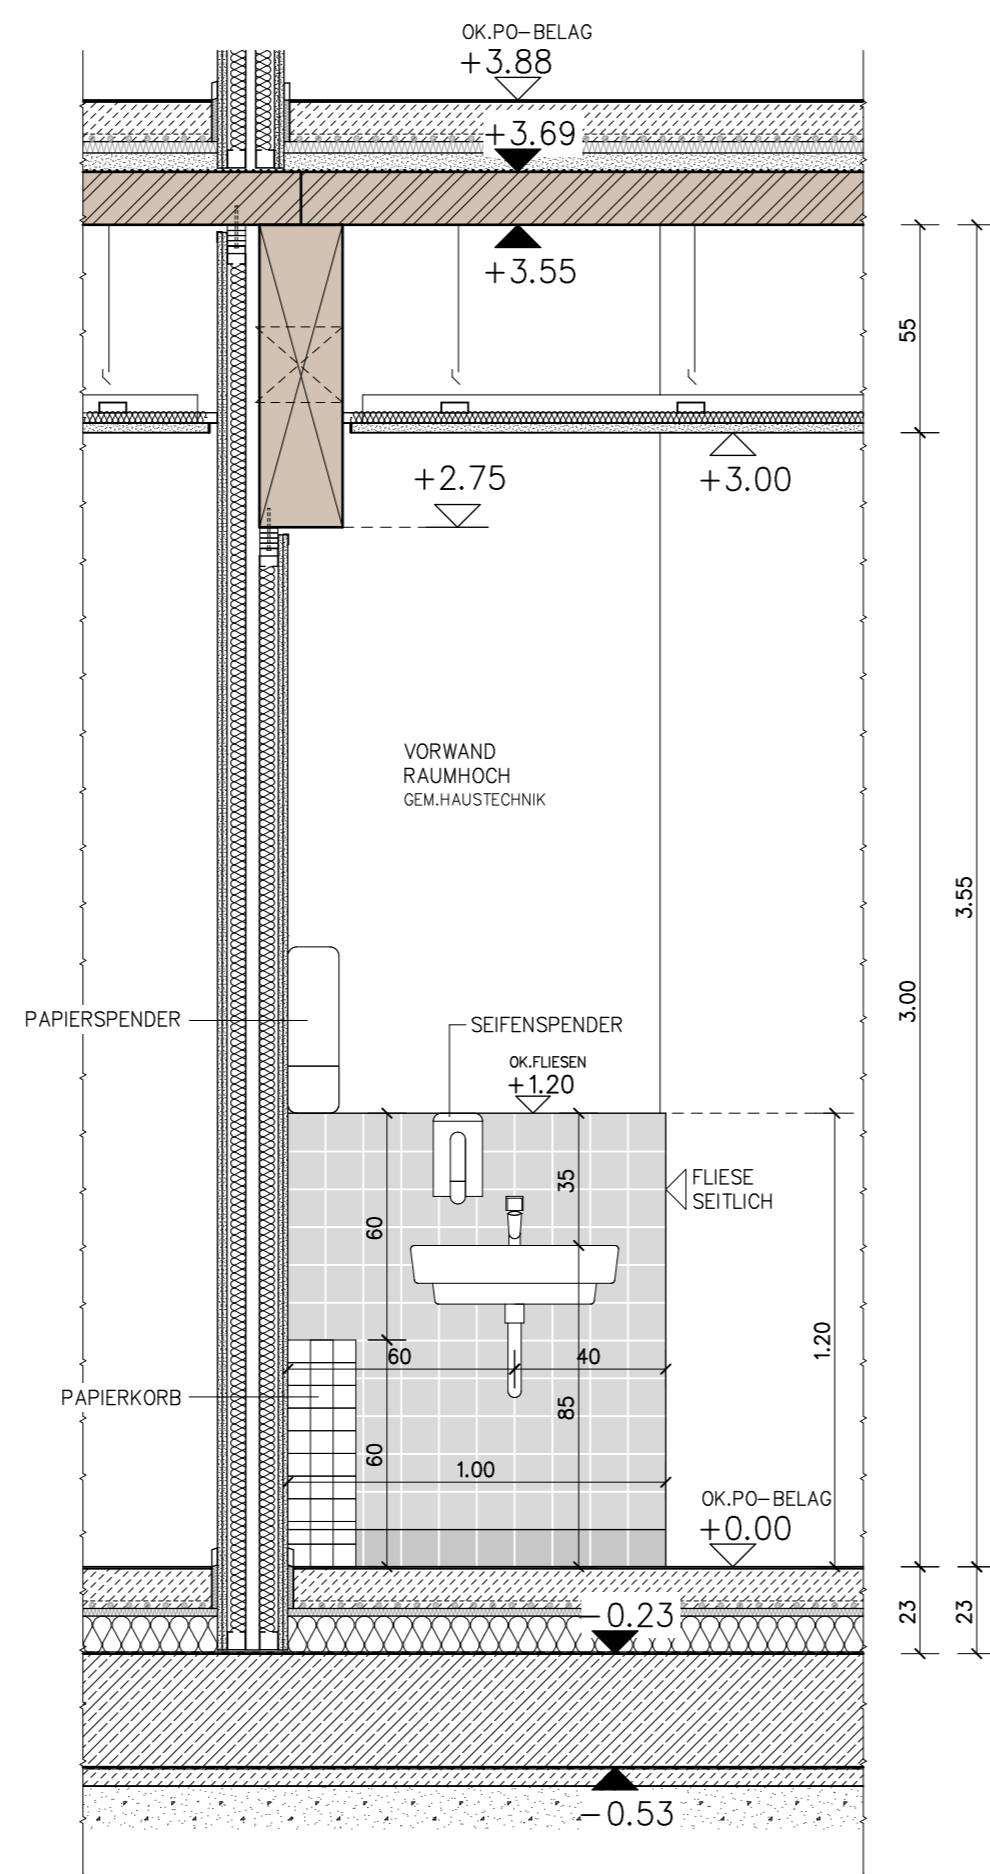 OK.PO-BELAG
+3.88
+3.69
+3.55
55
+2.75
+3.00
VORWAND
RAUMHOCH
GEM.HAUSTECHNIK
3.55
3.00
PAPIERSPENDER
SEIFENSPENDER
OK.FLIESEN
+1.20
35
FLIESE
SEITLICH
60
1.20
60
40
PAPIERKORB
85
60
1.00
OK.PO-BELAG
+0.00
-0.23
23
23
-0.53